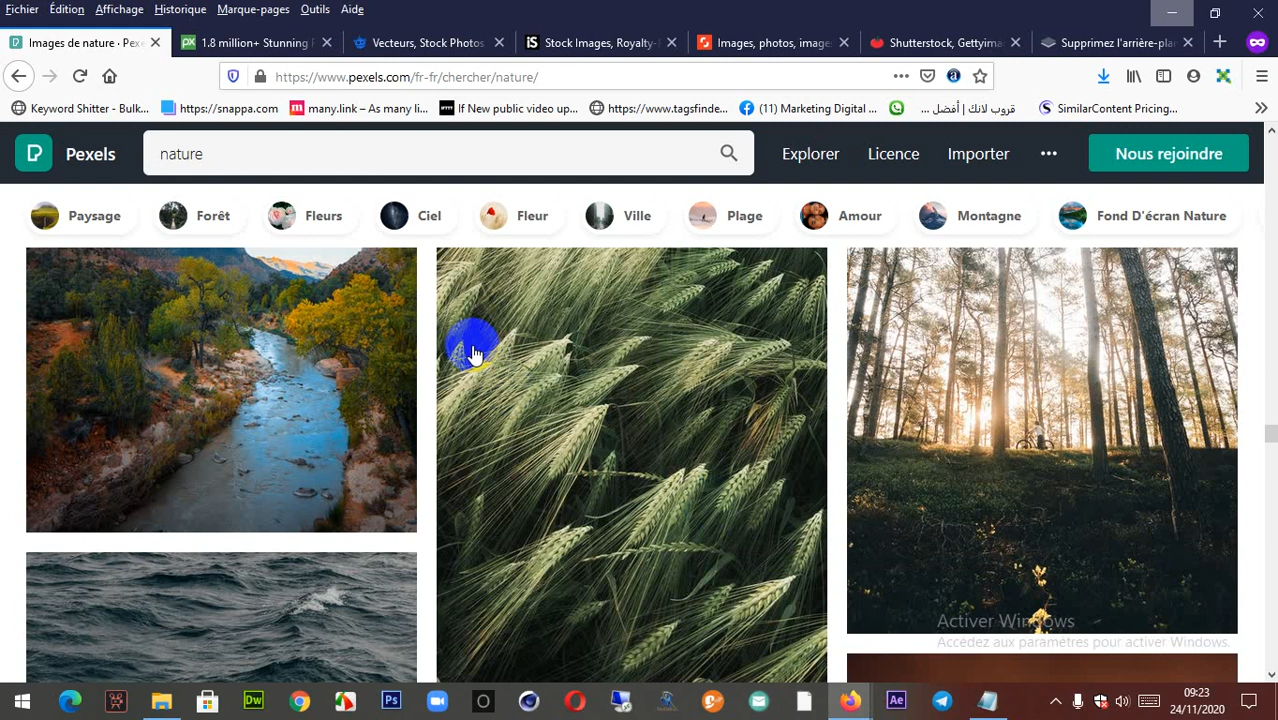 Fichier Édition Affichage Historique Marque-pages Outils Aide
Images de nature · Pex
1.8 million+ Stunning F
Vecteurs, Stock Photos
Stock Images, Royalty-F
Images, photos, image
Shutterstock, Gettyima
Supprimez l'arrière-pla
https://www.pexels.com/fr-fr/chercher/nature/
Keyword Shitter - Bulk...
https://snappa.com
many.link – As many li...
If New public video up...
https://www.tagsfinde...
(11) Marketing Digital ...
قروب لانك | أفضل ...
SimilarContent Pricing...
Pexels
nature
Explorer
Licence
Importer
Nous rejoindre
Paysage
Forêt
Fleurs
Ciel
Fleur
Ville
Plage
Amour
Montagne
Fond D'écran Nature
Activer Windows
Accédez aux paramètres pour activer Windows.
Dw
Ps
Ae
09:23
24/11/2020